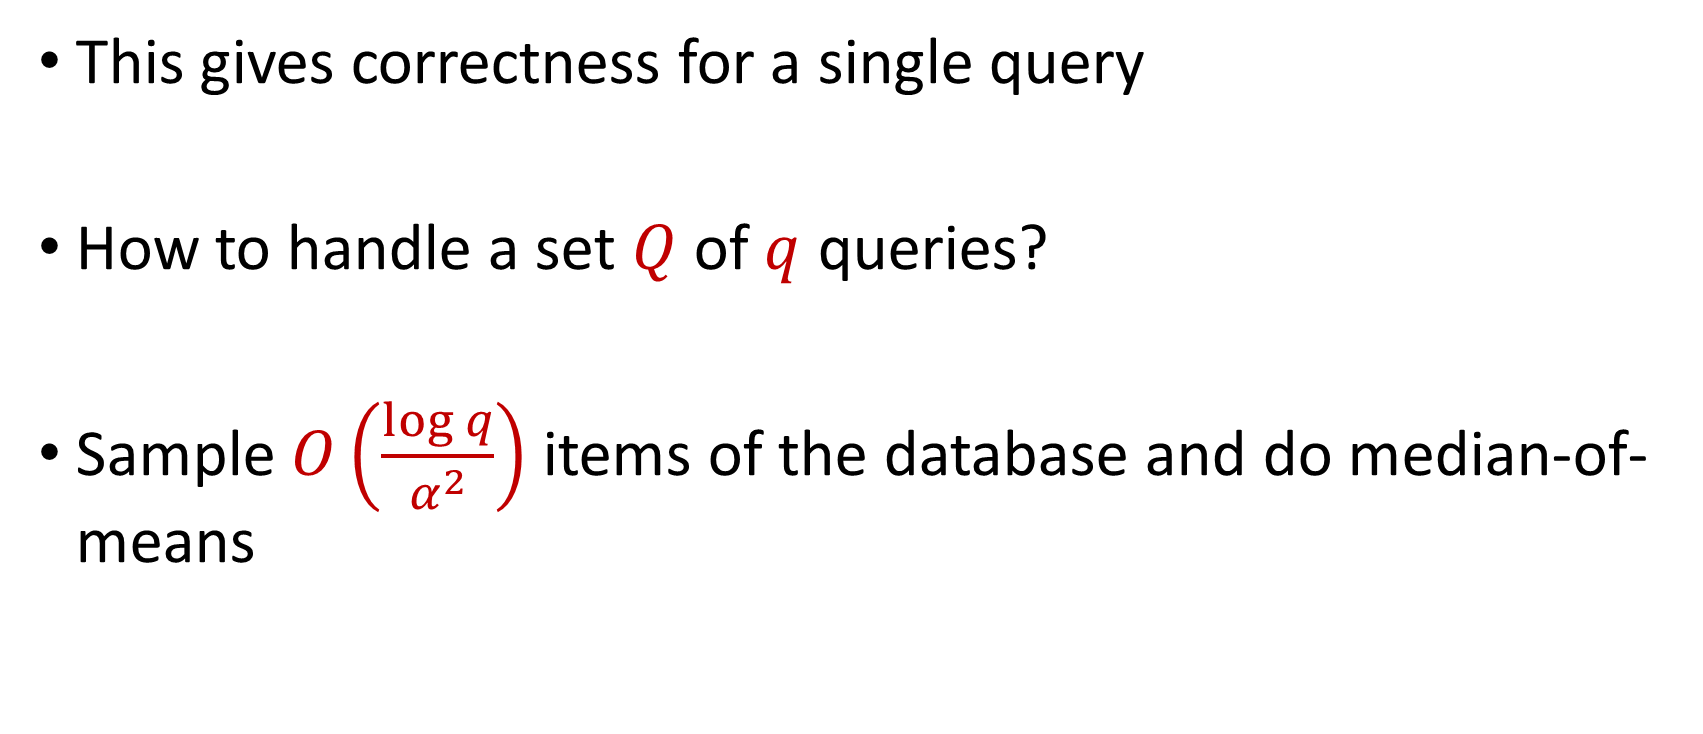 • This gives correctness for a single query
• How to handle a set Q of q queries?
• Sample O(log q / α²) items of the database and do median-of-
means